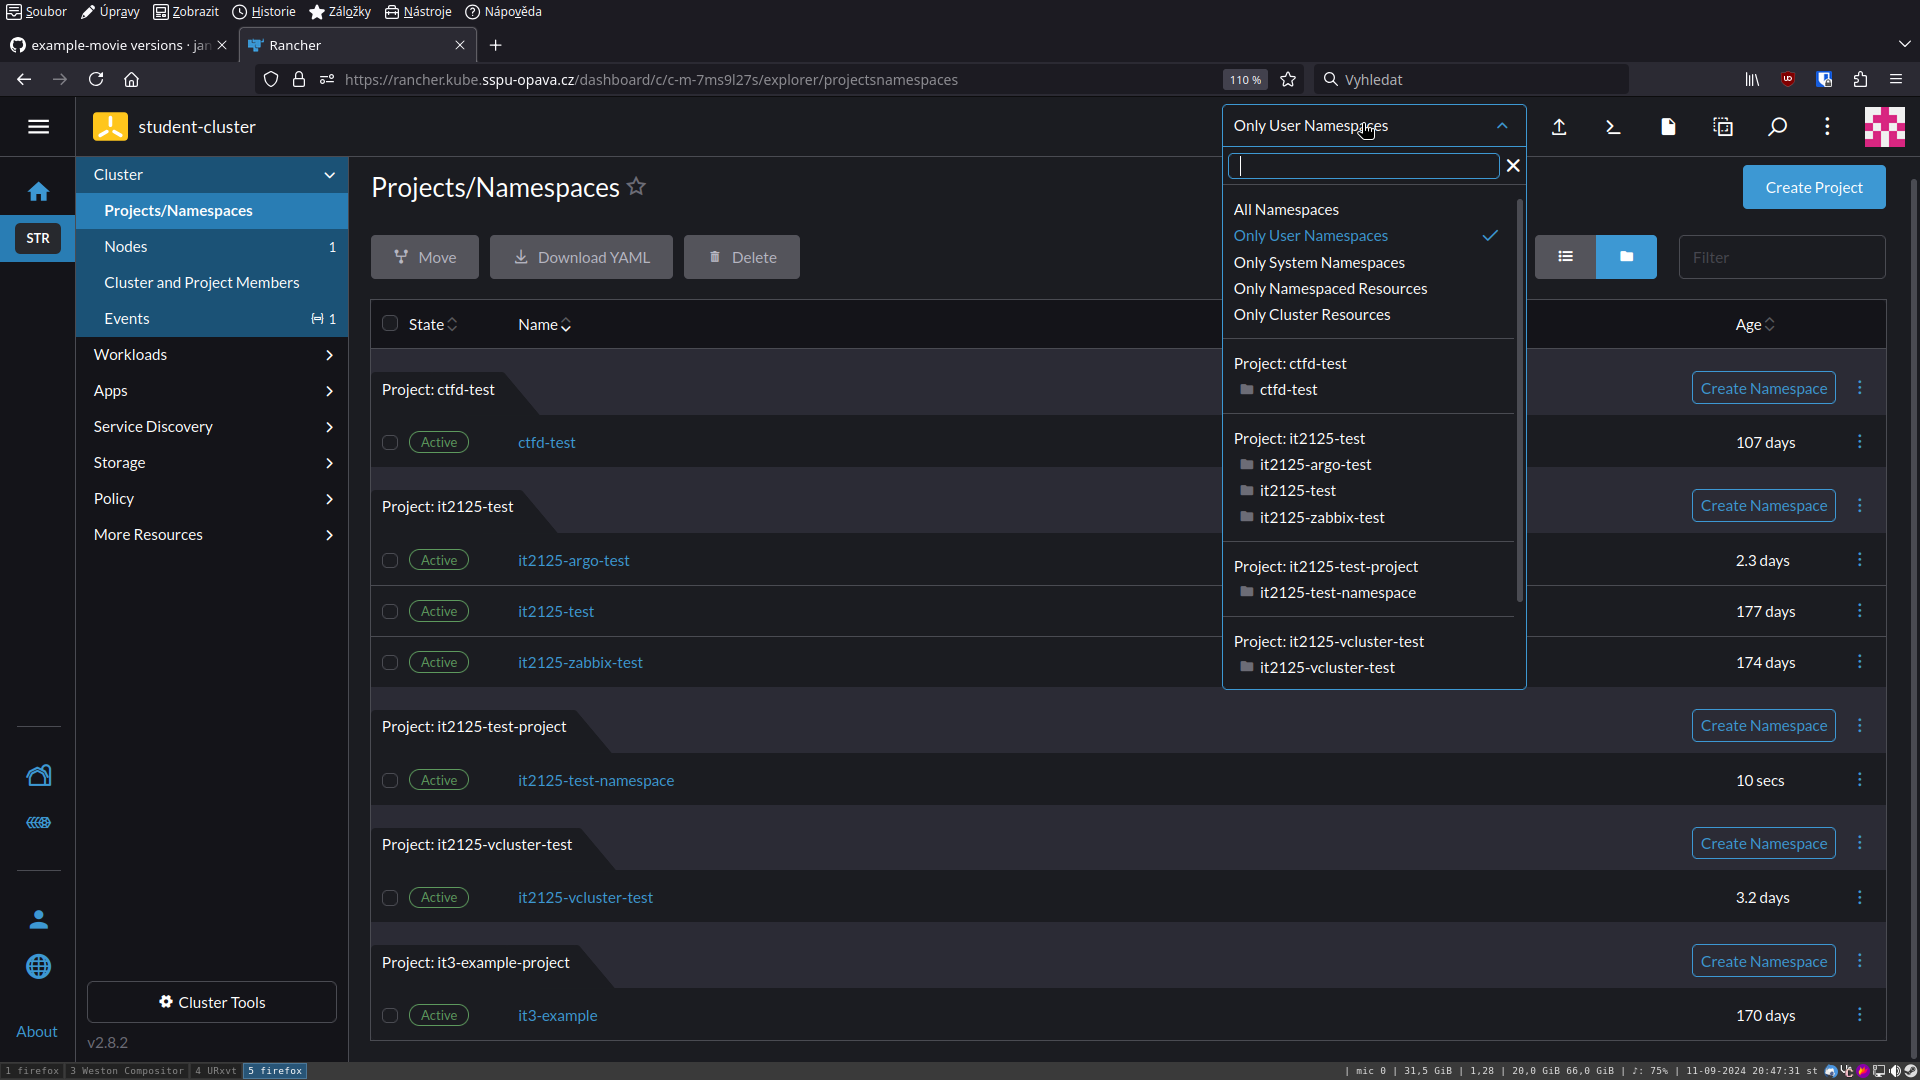 Soubor Úpravy Zobrazit Historie Záložky Nástroje Nápověda
example-movie versions · jan
Rancher
https://rancher.kube.sspu-opava.cz/dashboard/c/c-m-7ms9l27s/explorer/projectsnamespaces
110 %
Vyhledat
student-cluster
Only User Namespaces
All Namespaces
Only User Namespaces
Only System Namespaces
Only Namespaced Resources
Only Cluster Resources
Project: ctfd-test
ctfd-test
Project: it2125-test
it2125-argo-test
it2125-test
it2125-zabbix-test
Project: it2125-test-project
it2125-test-namespace
Project: it2125-vcluster-test
it2125-vcluster-test
STR
About
Cluster
Projects/Namespaces
Nodes 1
Cluster and Project Members
Events 1
Workloads
Apps
Service Discovery
Storage
Policy
More Resources
Cluster Tools
v2.8.2
Projects/Namespaces
Create Project
Move Download YAML Delete
Filter
State Name Age
Project: ctfd-test Create Namespace
Active ctfd-test 107 days
Project: it2125-test Create Namespace
Active it2125-argo-test 2.3 days
Active it2125-test 177 days
Active it2125-zabbix-test 174 days
Project: it2125-test-project Create Namespace
Active it2125-test-namespace 10 secs
Project: it2125-vcluster-test Create Namespace
Active it2125-vcluster-test 3.2 days
Project: it3-example-project Create Namespace
Active it3-example 170 days
1 firefox 3 Weston Compositor 4 URxvt 5 firefox
| mic 0 | 31,5 GiB | 1,28 | 20,0 GiB 66,0 GiB | ♪: 75% | 11-09-2024 20:47:31 st